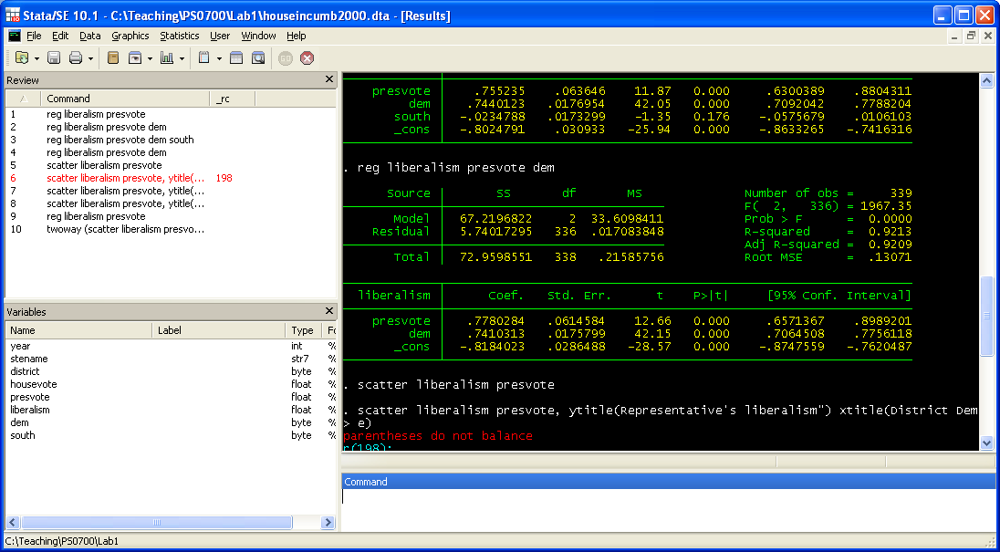 Stata/SE 10.1 - C:\Teaching\PS0700\Lab1\houseincumb2000.dta - [Results]
File Edit Data Graphics Statistics User Window Help
Review
Command _rc
1 reg liberalism presvote
2 reg liberalism presvote dem
3 reg liberalism presvote dem south
4 reg liberalism presvote dem
5 scatter liberalism presvote
6 scatter liberalism presvote, ytitle(... 198
7 scatter liberalism presvote, ytitle(...
8 scatter liberalism presvote, ytitle(...
9 reg liberalism presvote
10 twoway (scatter liberalism presvo...
Variables
Name Label Type Fo
year int %
stename str7 %
district byte %
housevote float %
presvote float %
liberalism float %
dem byte %
south byte %
presvote .755235 .063646 11.87 0.000 .6300389 .8804311
dem .7440123 .0176954 42.05 0.000 .7092042 .7788204
south -.0234788 .0173299 -1.35 0.176 -.0575679 .0106103
_cons -.8024791 .030933 -25.94 0.000 -.8633265 -.7416316
. reg liberalism presvote dem
Source SS df MS Number of obs = 339
F( 2, 336) = 1967.35
Model 67.2196822 2 33.6098411 Prob > F = 0.0000
Residual 5.74017295 336 .017083848 R-squared = 0.9213
Adj R-squared = 0.9209
Total 72.9598551 338 .21585756 Root MSE = .13071
liberalism Coef. Std. Err. t P>|t| [95% Conf. Interval]
presvote .7780284 .0614584 12.66 0.000 .6571367 .8989201
dem .7410313 .0175799 42.15 0.000 .7064508 .7756118
_cons -.8184023 .0286488 -28.57 0.000 -.8747559 -.7620487
. scatter liberalism presvote
. scatter liberalism presvote, ytitle(Representative's liberalism") xtitle(District Dem
> e)
parentheses do not balance
r(198);
Command
C:\Teaching\PS0700\Lab1